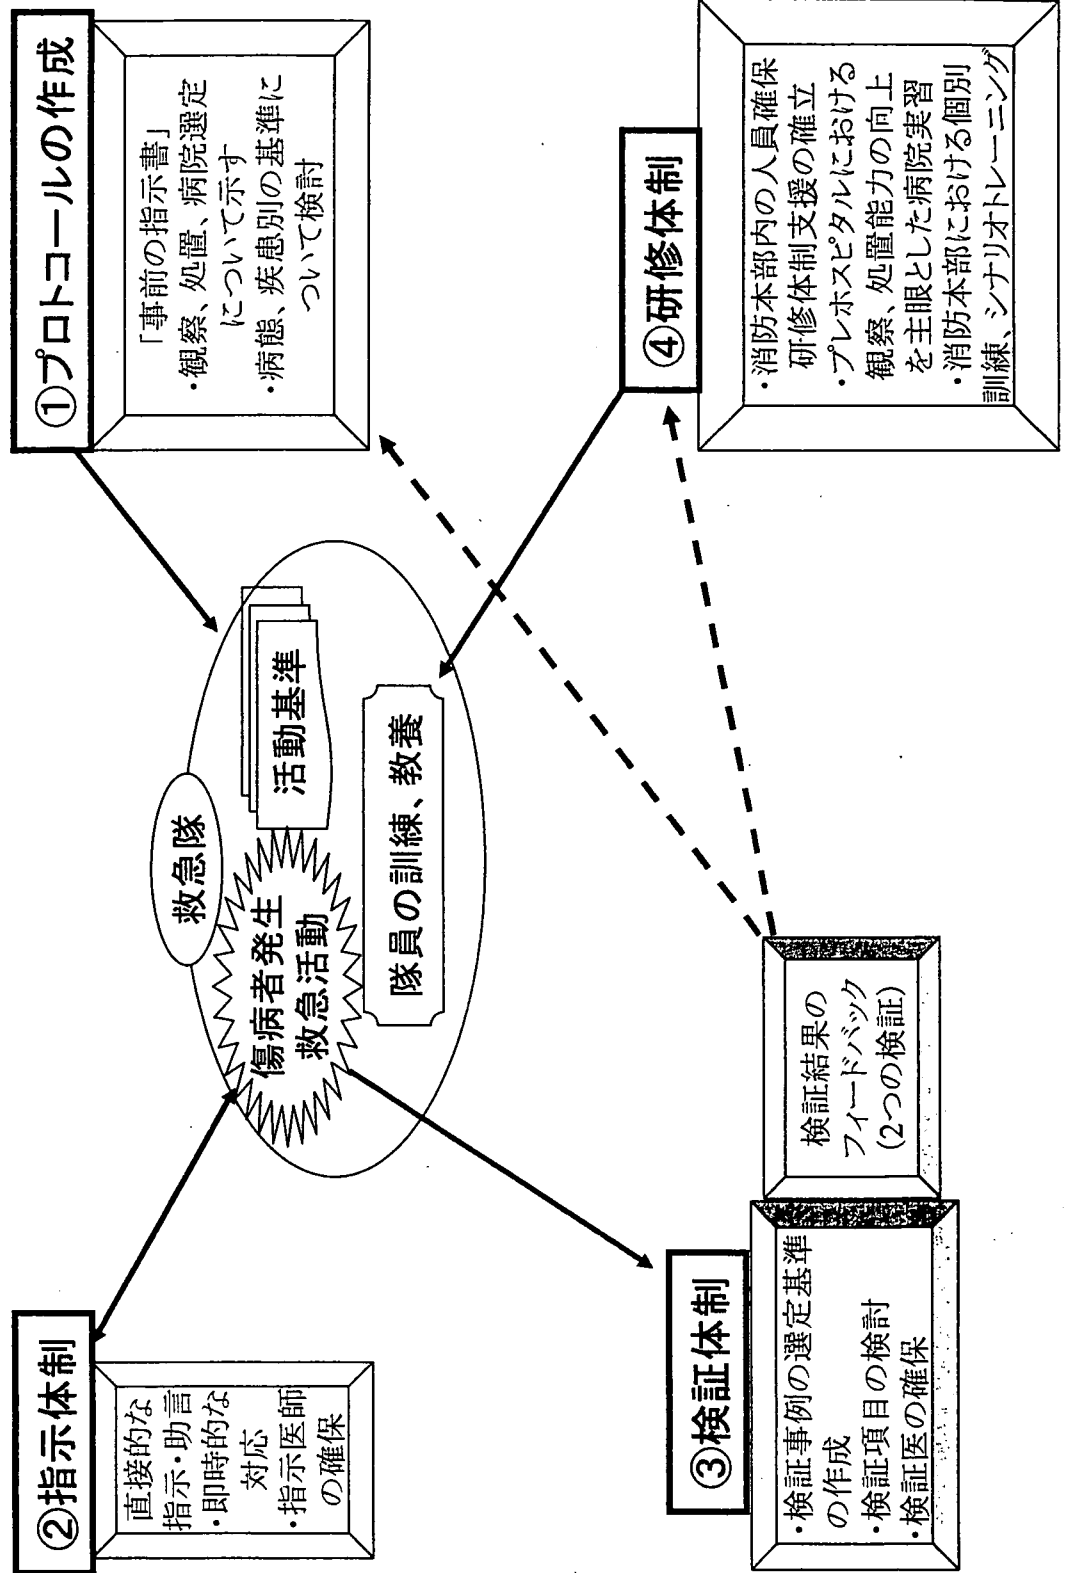 ②指示体制
直接的な
指示・助言
・即時的な
対応
・指示医師
の確保
救急隊
傷病者発生
救急活動
活動基準
隊員の訓練、教養
①プロトコールの作成
「事前の指示書」
・観察、処置、病院選定
について示す
・病態、疾患別の基準に
ついて検討
③検証体制
・検証事例の選定基準
の作成
・検証項目の検討
・検証医の確保
検証結果の
フィードバック
(2つの検証)
④研修体制
・消防本部内の人員確保
研修体制支援の確立
・プレホスピタルにおける
観察、処置能力の向上
を主眼とした病院実習
・消防本部における個別
訓練、シナリオトレーニング